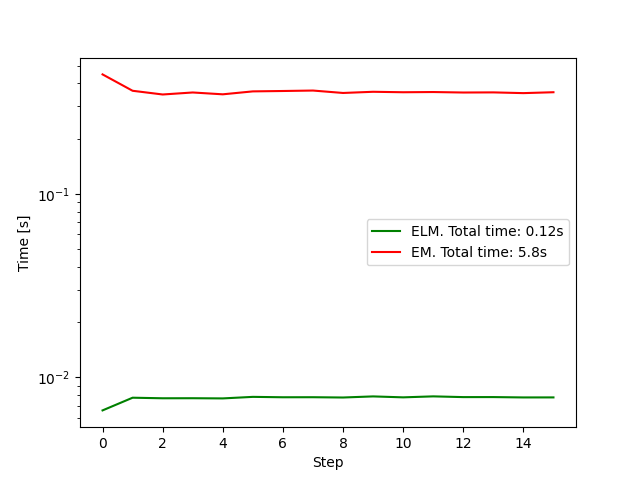 Time [s]
10⁻¹
10⁻²
ELM. Total time: 0.12s
EM. Total time: 5.8s
0 2 4 6 8 10 12 14
Step